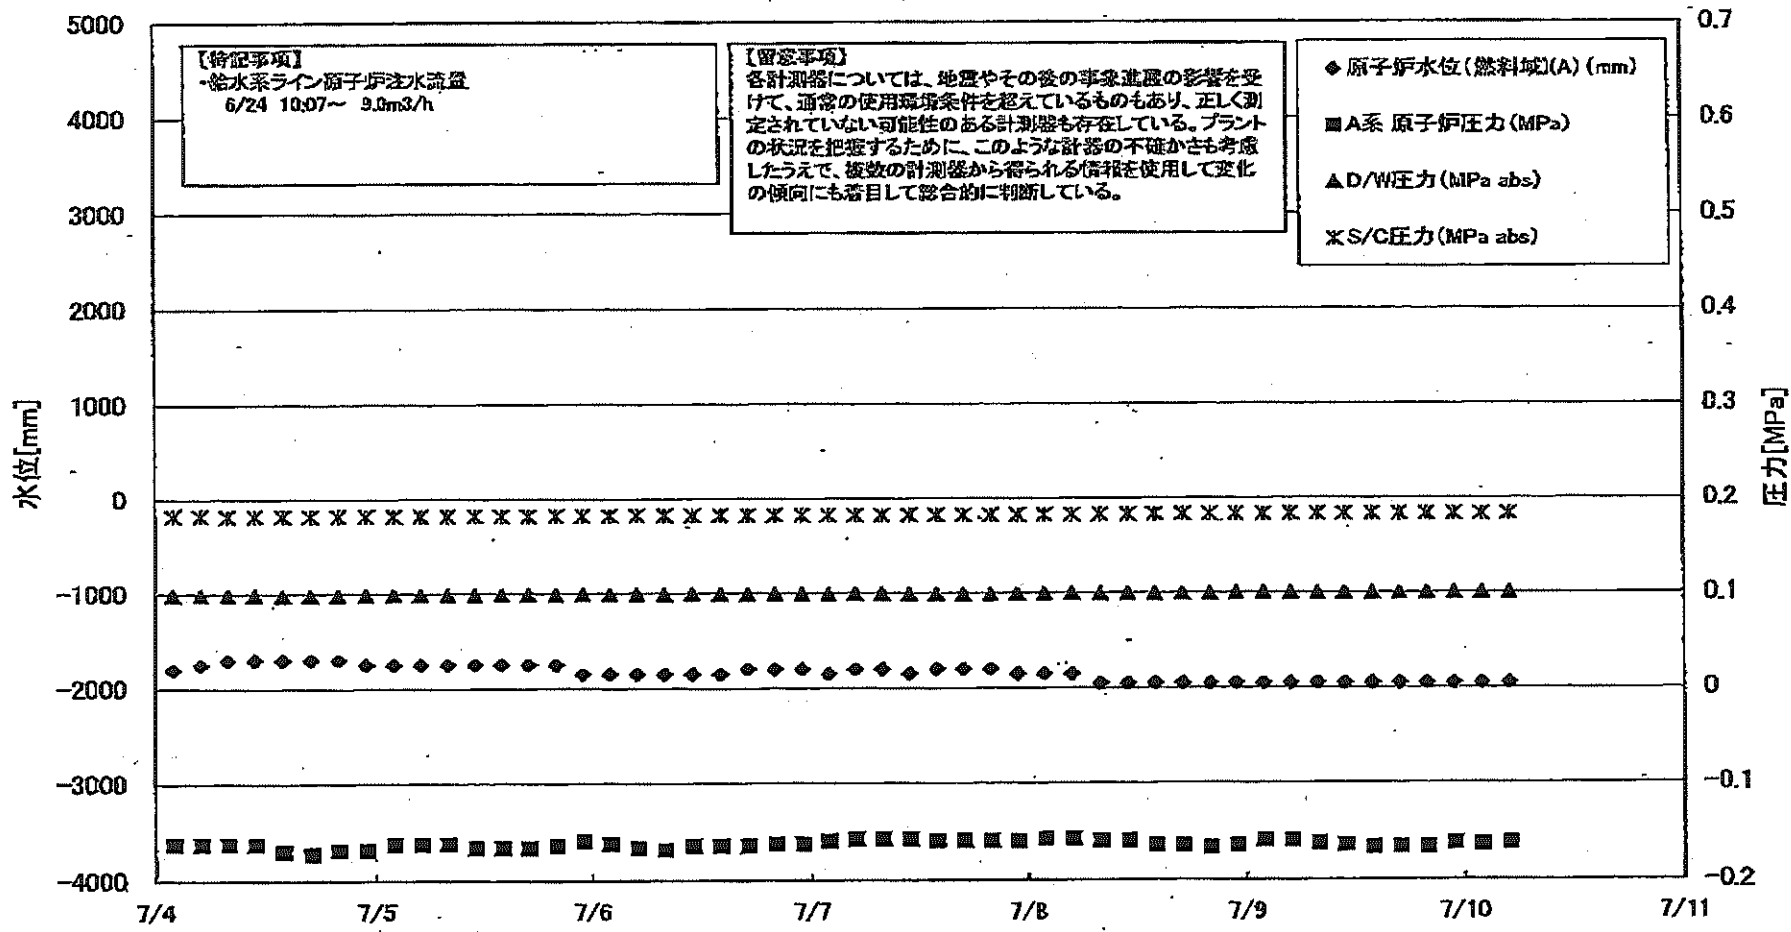 5000
4000
3000
2000
1000
0
-1000
-2000
-3000
-4000
水位[mm]
【特記事項】
・給水系ライン原子炉注水流量
6/24 10:07～ 9.0m3/h
【留意事項】
各計測器については、地震やその後の事象進展の影響を受
けて、通常の使用環境条件を超えているものもあり、正しく測
定されていない可能性のある計測器も存在している。プラント
の状況を把握するために、このような計器の不確かさも考慮
したうえで、複数の計測器から得られる情報を使用して変化
の傾向にも着目して総合的に判断している。
原子炉水位(燃料域)(A) (mm)
A系 原子炉圧力(MPa)
D/W圧力(MPa abs)
S/C圧力(MPa abs)
0.7
0.6
0.5
0.4
0.3
0.2
0.1
0
-0.1
-0.2
圧力[MPa]
7/4
7/5
7/6
7/7
7/8
7/9
7/10
7/11